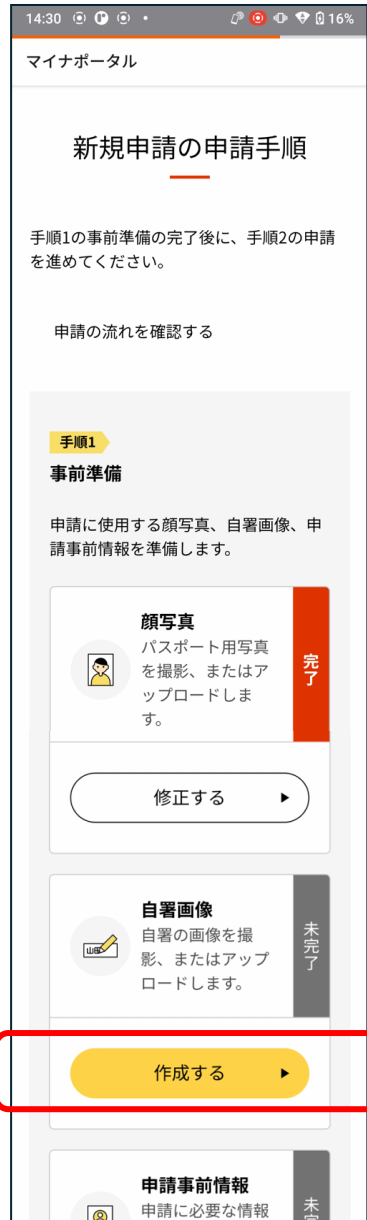 14:30 16%
マイナポータル
新規申請の申請手順
手順1の事前準備の完了後に、手順2の申請
を進めてください。
申請の流れを確認する
手順1
事前準備
申請に使用する顔写真、自署画像、申
請事前情報を準備します。
顔写真
パスポート用写真
を撮影、またはア
ップロードしま
す。
完了
修正する
自署画像
自署の画像を撮
影、またはアップ
ロードします。
未完了
山田
作成する
申請事前情報
申請に必要な情報
未完